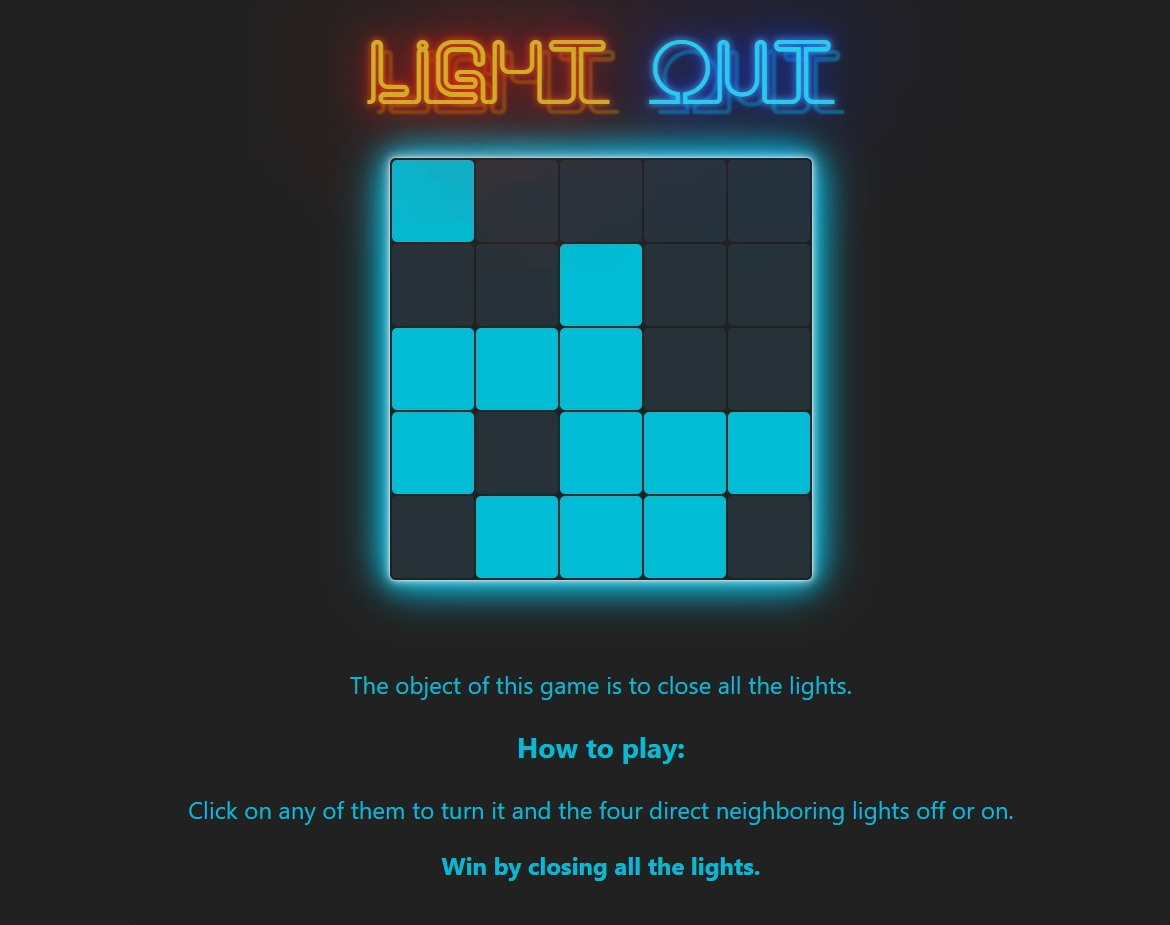 LIGHT OUT
The object of this game is to close all the lights.
How to play:
Click on any of them to turn it and the four direct neighboring lights off or on.
Win by closing all the lights.